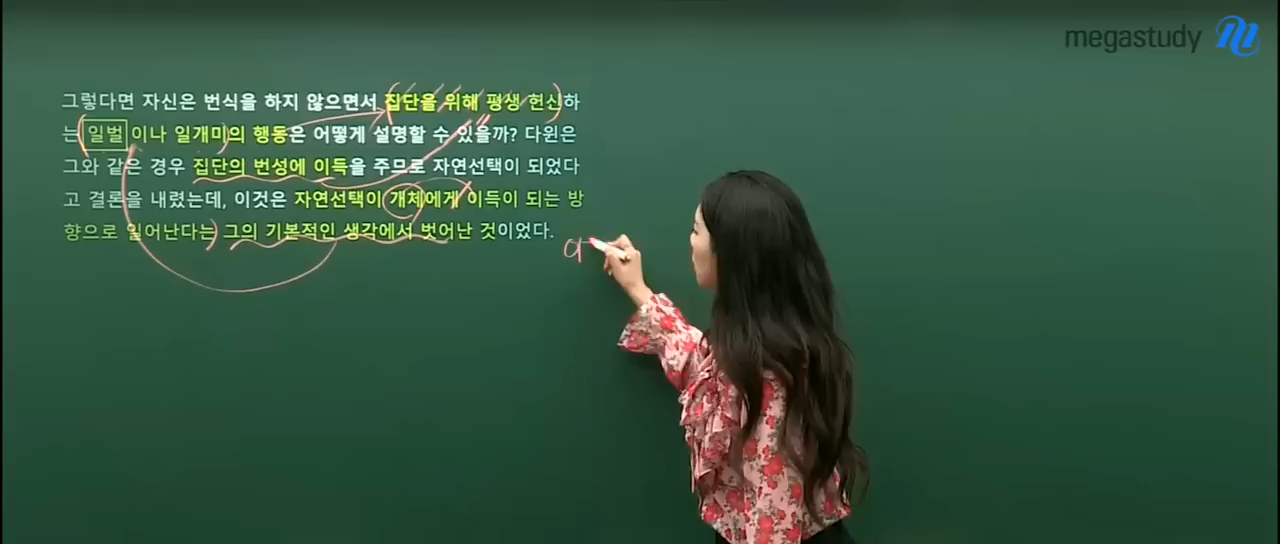 megastudy
그렇다면 자신은 번식을 하지 않으면서 집단을 위해 평생 헌신하
는 일벌이나 일개미의 행동은 어떻게 설명할 수 있을까? 다윈은
그와 같은 경우 집단의 번성에 이득을 주므로 자연선택이 되었다
고 결론을 내렸는데, 이것은 자연선택이 개체에게 이득이 되는 방
향으로 일어난다는 그의 기본적인 생각에서 벗어난 것이었다.